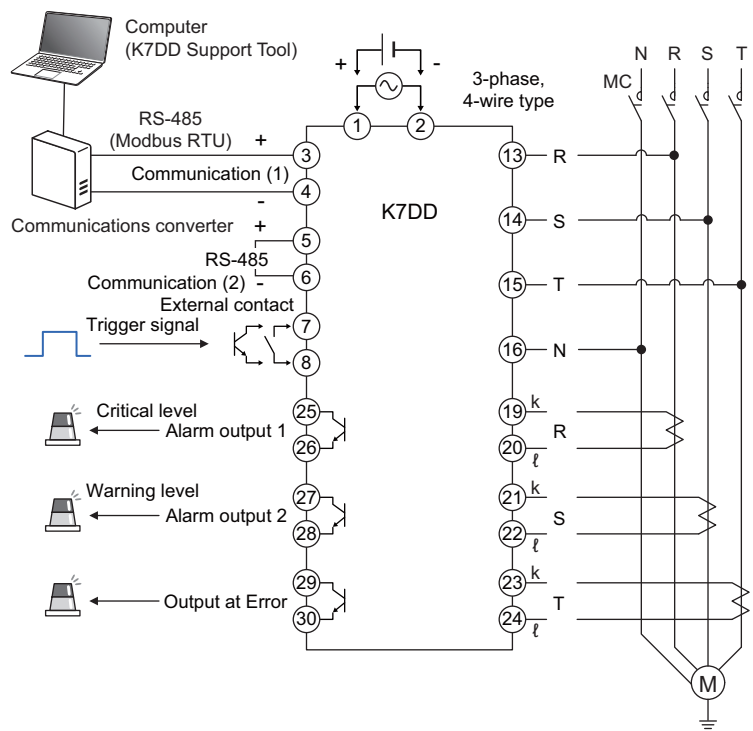 Computer
(K7DD Support Tool)
+ -
N R S T
3-phase,
4-wire type
MC
1 2
RS-485
(Modbus RTU) +
3
13 R
Communication (1)
4
-
K7DD
14 S
Communications converter +
5
RS-485
6
Communication (2) -
15 T
External contact
Trigger signal
7
8
16 N
Critical level
25
Alarm output 1
26
19 k
R
20 ℓ
Warning level
27
Alarm output 2
28
21 k
S
22 ℓ
29
Output at Error
30
23 k
T
24 ℓ
M